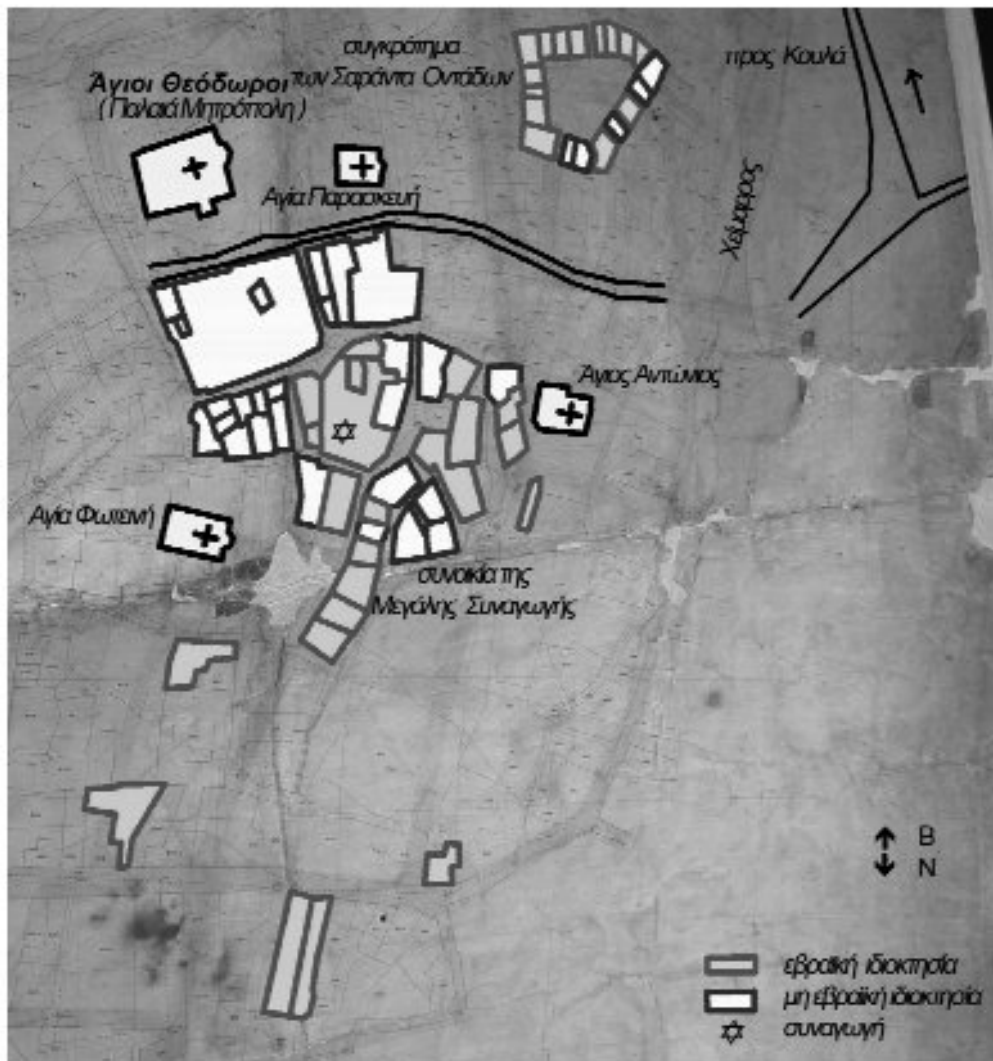 συγκρότημα
των Σαράντα Οντάδων
Άγιοι Θεόδωροι
(Παλαιά Μητρόπολη)
προς Κουλά
Αγία Παρασκευή
Χείμαρρος
Άγιος Αντώνιος
Αγία Φωτεινή
συνοικία της
Μεγάλης Συναγωγής
Β
Ν
εβραϊκή ιδιοκτησία
μη εβραϊκή ιδιοκτησία
συναγωγή